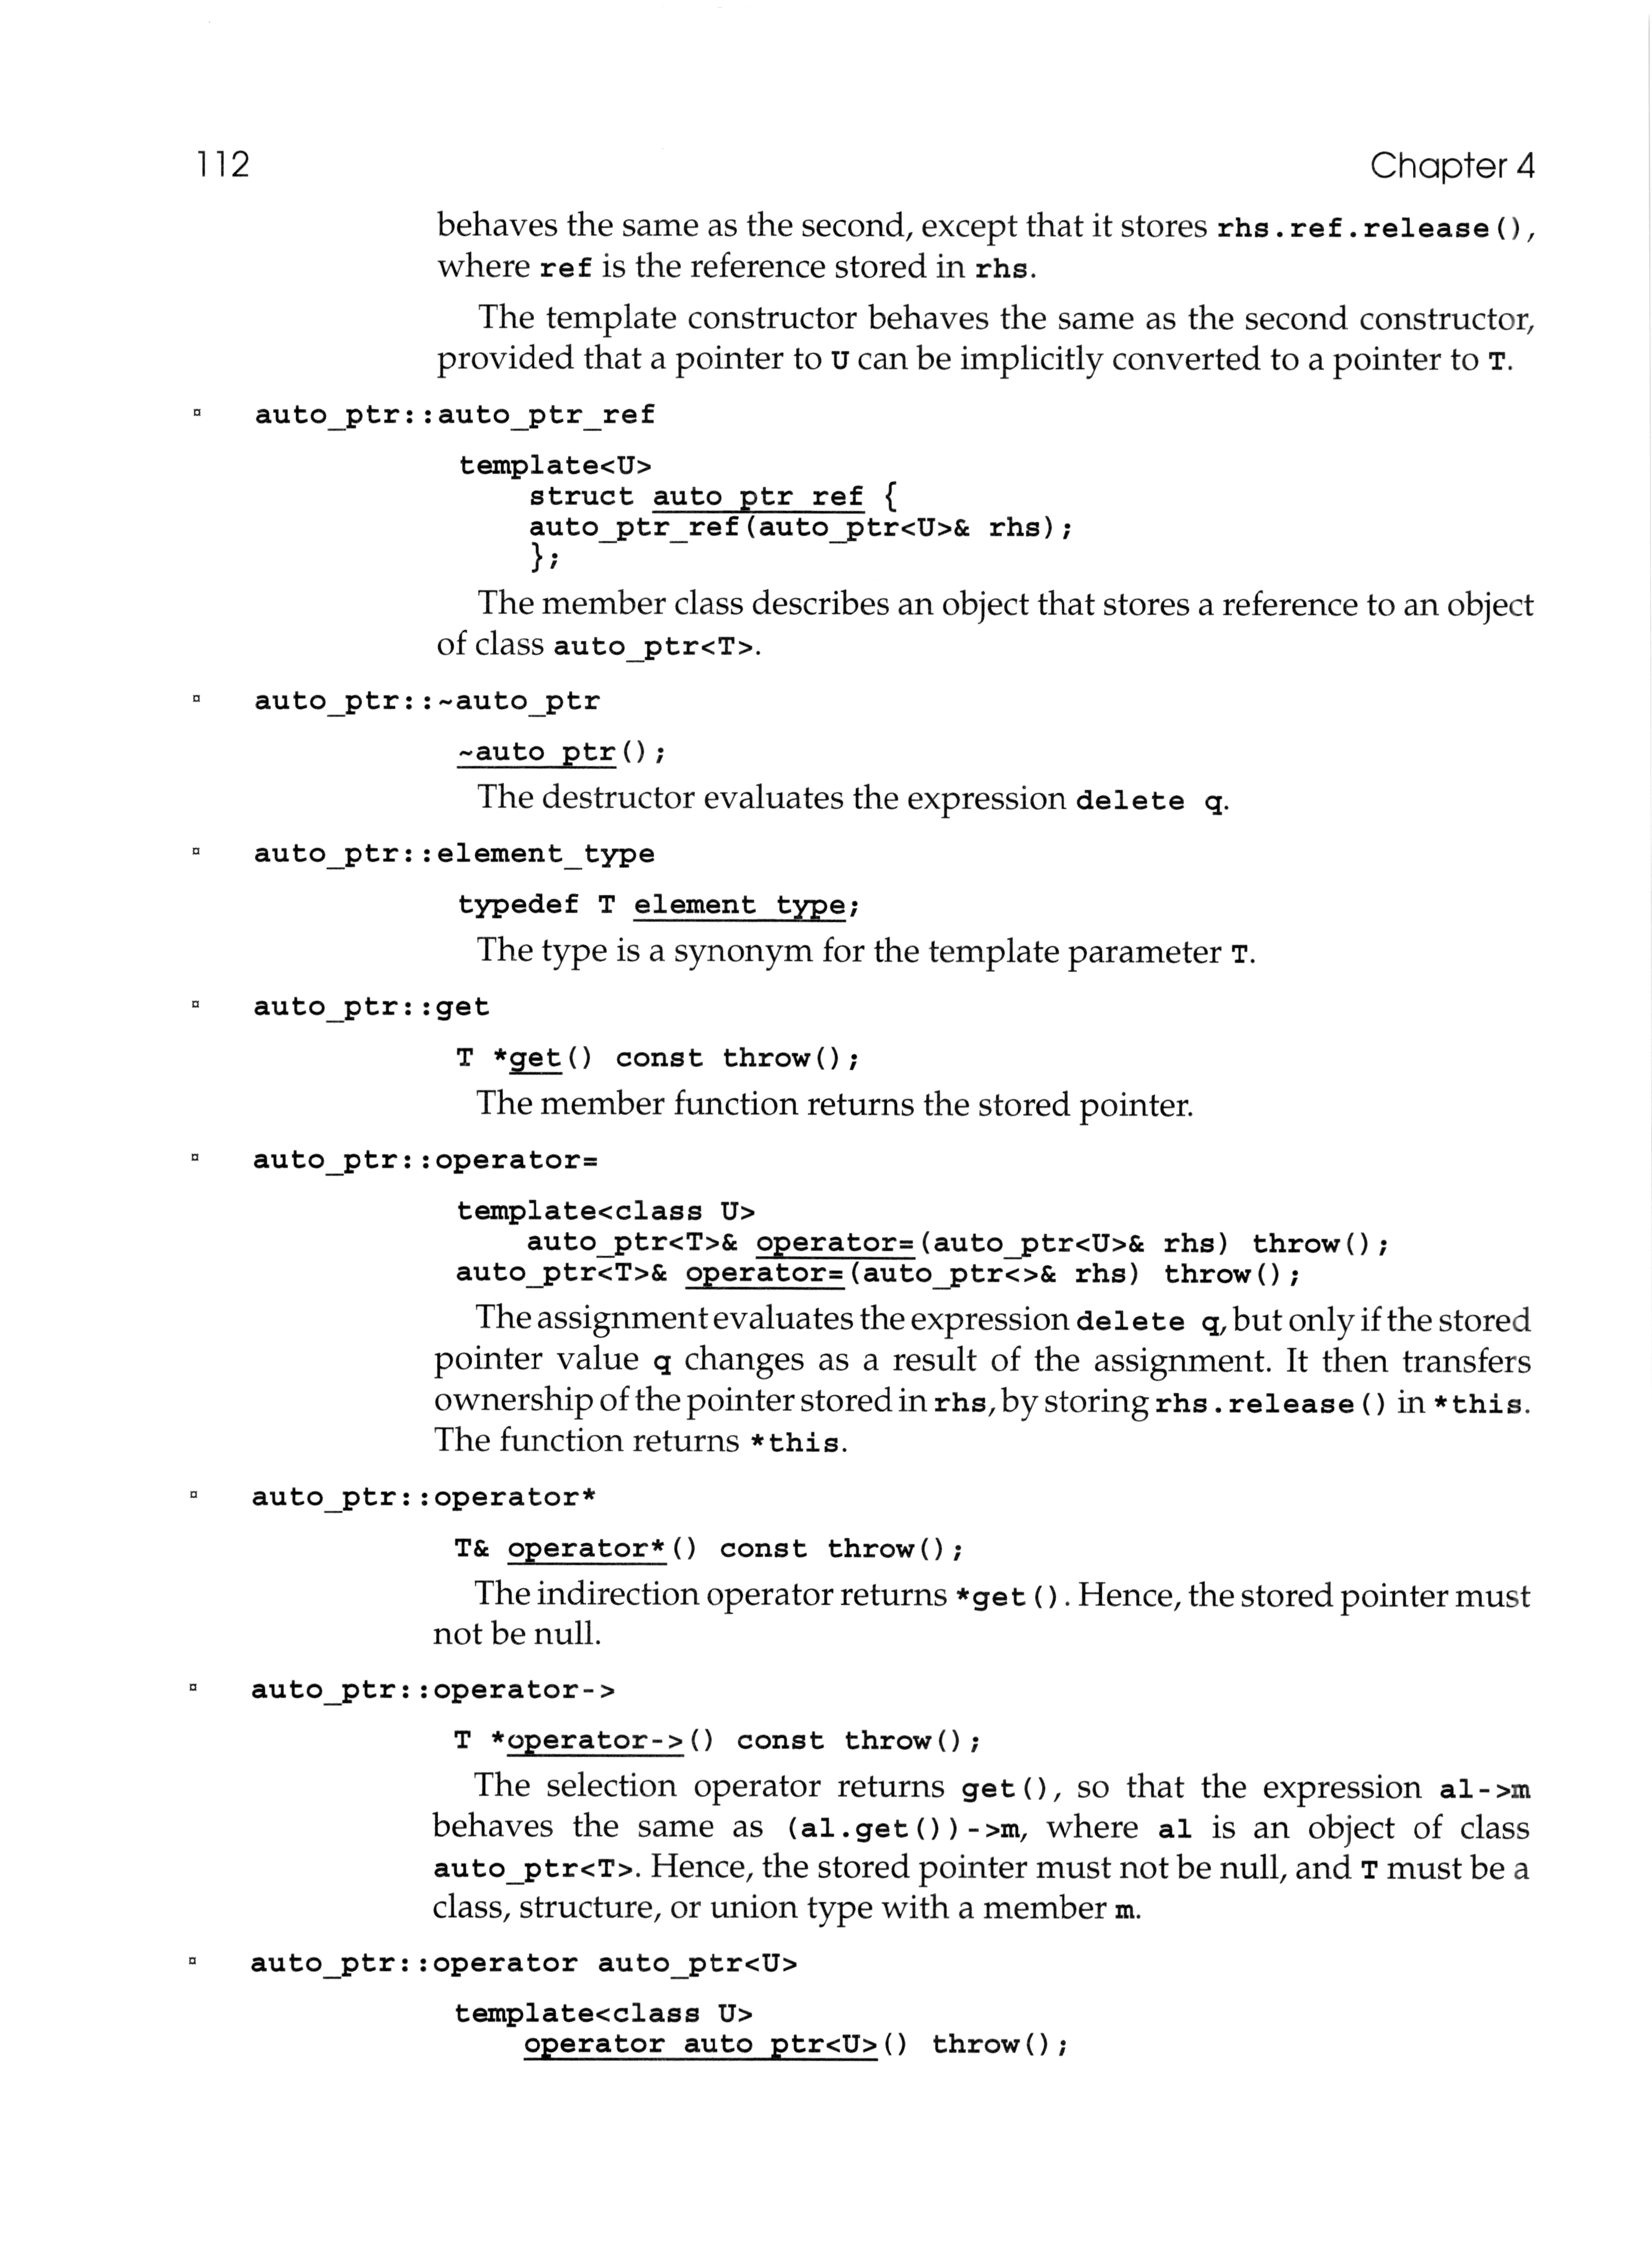 112 Chapter 4
behaves the same as the second, except that it stores rhs.ref.release(),
where ref is the reference stored in rhs.
The template constructor behaves the same as the second constructor,
provided that a pointer to U can be implicitly converted to a pointer to T.
¤ auto_ptr::auto_ptr_ref
template<U>
struct auto_ptr_ref {
auto_ptr_ref(auto_ptr<U>& rhs);
};
The member class describes an object that stores a reference to an object
of class auto_ptr<T>.
¤ auto_ptr::~auto_ptr
~auto_ptr();
The destructor evaluates the expression delete q.
¤ auto_ptr::element_type
typedef T element_type;
The type is a synonym for the template parameter T.
¤ auto_ptr::get
T *get() const throw();
The member function returns the stored pointer.
¤ auto_ptr::operator=
template<class U>
auto_ptr<T>& operator=(auto_ptr<U>& rhs) throw();
auto_ptr<T>& operator=(auto_ptr<>& rhs) throw();
The assignment evaluates the expression delete q, but only if the stored
pointer value q changes as a result of the assignment. It then transfers
ownership of the pointer stored in rhs, by storing rhs.release() in *this.
The function returns *this.
¤ auto_ptr::operator*
T& operator*() const throw();
The indirection operator returns *get(). Hence, the stored pointer must
not be null.
¤ auto_ptr::operator->
T *operator->() const throw();
The selection operator returns get(), so that the expression al->m
behaves the same as (al.get())->m, where al is an object of class
auto_ptr<T>. Hence, the stored pointer must not be null, and T must be a
class, structure, or union type with a member m.
¤ auto_ptr::operator auto_ptr<U>
template<class U>
operator auto_ptr<U>() throw();